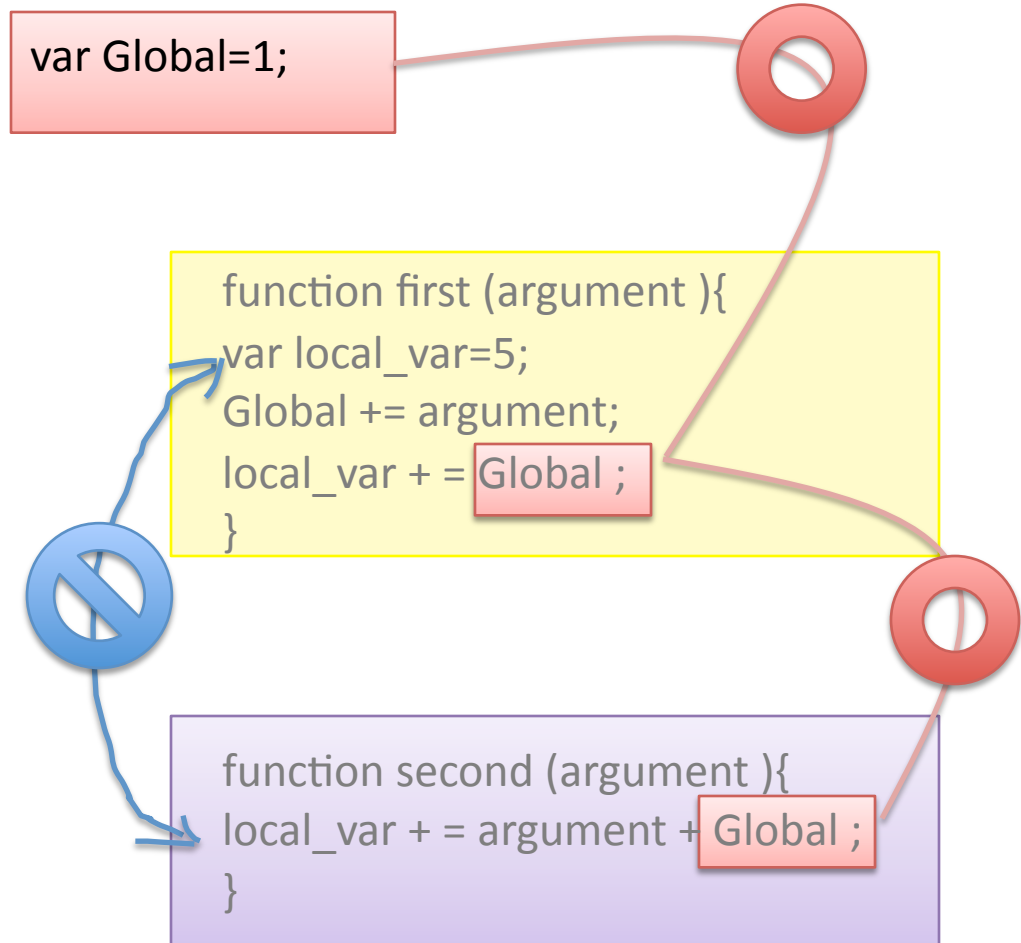 var Global=1;
function first (argument ){
var local_var=5;
Global += argument;
local_var + = Global ;
}
function second (argument ){
local_var + = argument + Global ;
}